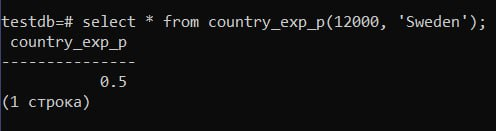 testdb=# select * from country_exp_p(12000, 'Sweden');
 country_exp_p
---------------
           0.5
(1 строка)